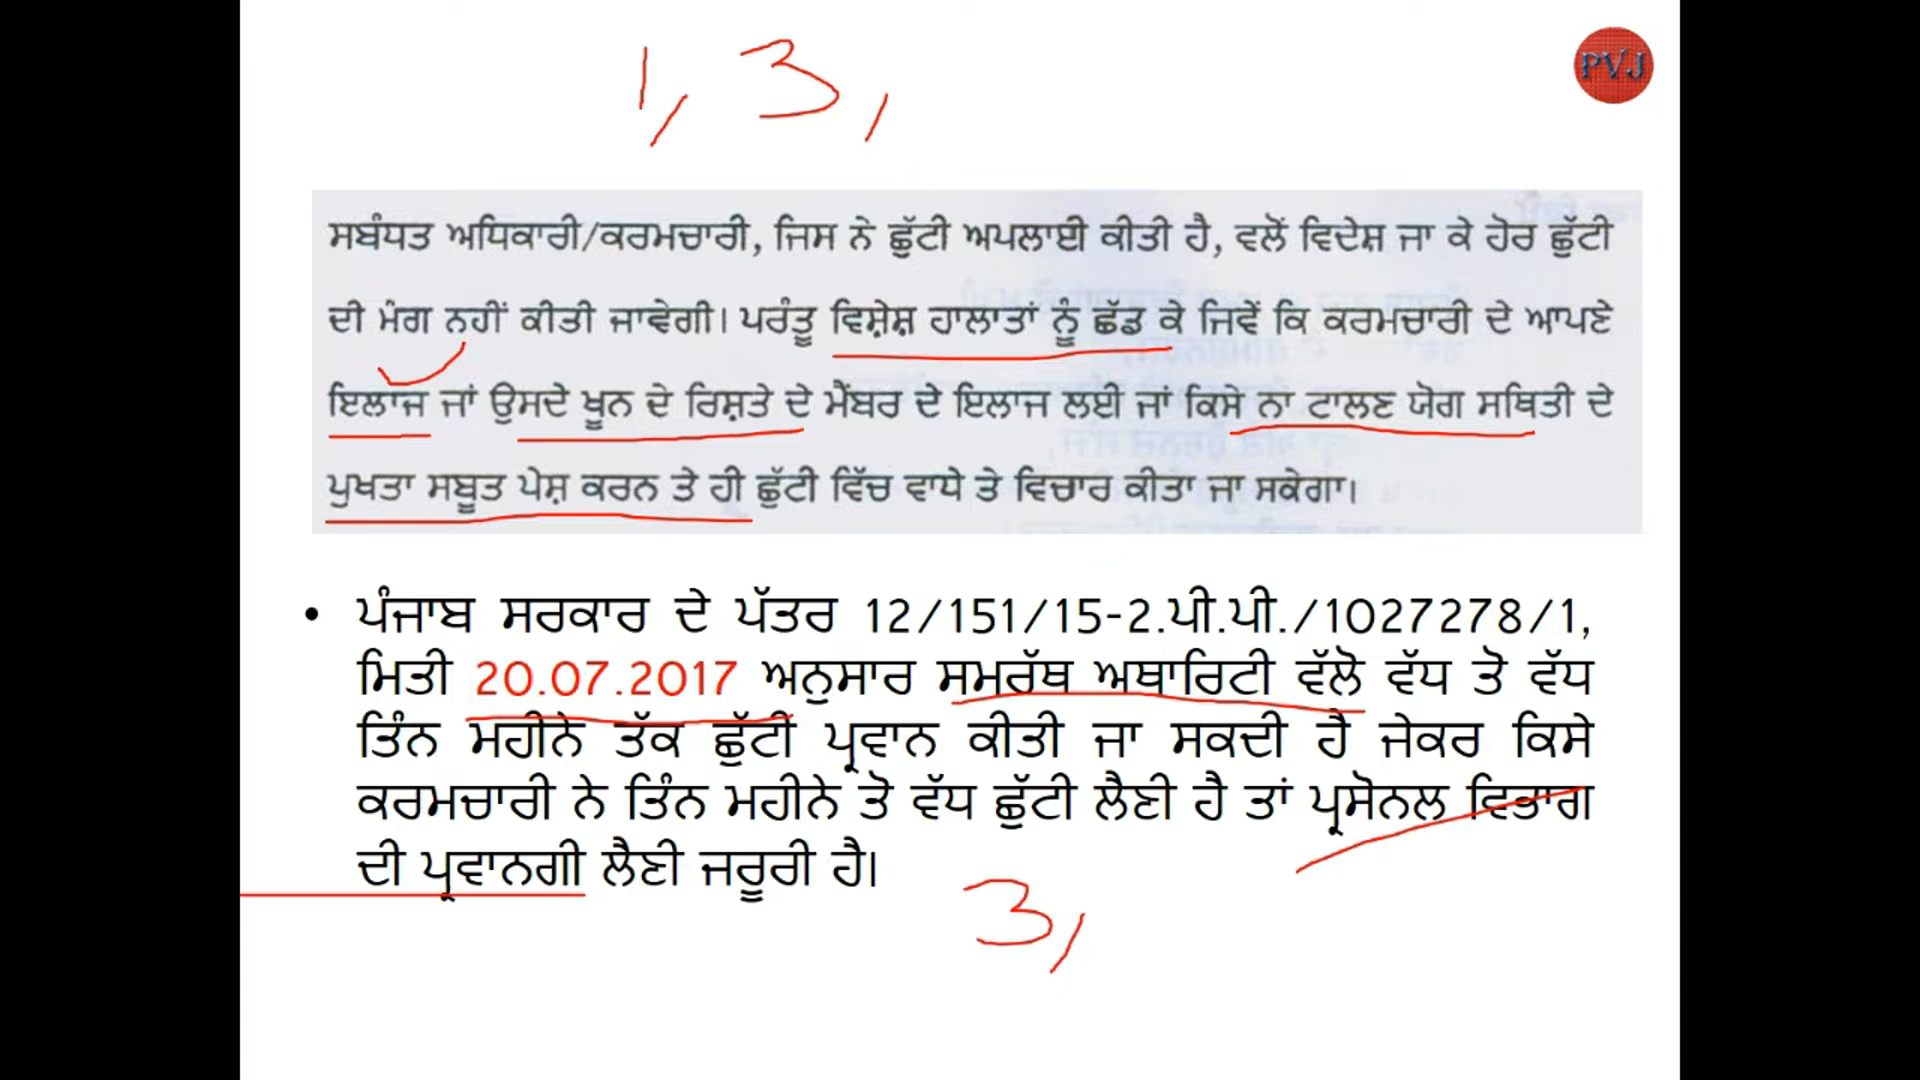 1, 3,
PVJ
ਸਬੰਧਤ ਅਧਿਕਾਰੀ/ਕਰਮਚਾਰੀ, ਜਿਸ ਨੇ ਛੁੱਟੀ ਅਪਲਾਈ ਕੀਤੀ ਹੈ, ਵਲੋਂ ਵਿਦੇਸ਼ ਜਾ ਕੇ ਹੋਰ ਛੁੱਟੀ
ਦੀ ਮੰਗ ਨਹੀਂ ਕੀਤੀ ਜਾਵੇਗੀ। ਪਰੰਤੂ ਵਿਸ਼ੇਸ਼ ਹਾਲਾਤਾਂ ਨੂੰ ਛੱਡ ਕੇ ਜਿਵੇਂ ਕਿ ਕਰਮਚਾਰੀ ਦੇ ਆਪਣੇ
ਇਲਾਜ ਜਾਂ ਉਸਦੇ ਖੂਨ ਦੇ ਰਿਸ਼ਤੇ ਦੇ ਮੈਂਬਰ ਦੇ ਇਲਾਜ ਲਈ ਜਾਂ ਕਿਸੇ ਨਾ ਟਾਲਣ ਯੋਗ ਸਥਿਤੀ ਦੇ
ਪੁਖਤਾ ਸਬੂਤ ਪੇਸ਼ ਕਰਨ ਤੇ ਹੀ ਛੁੱਟੀ ਵਿੱਚ ਵਾਧੇ ਤੇ ਵਿਚਾਰ ਕੀਤਾ ਜਾ ਸਕੇਗਾ।
• ਪੰਜਾਬ ਸਰਕਾਰ ਦੇ ਪੱਤਰ 12/151/15-2.ਪੀ.ਪੀ./1027278/1,
ਮਿਤੀ 20.07.2017 ਅਨੁਸਾਰ ਸਮਰੱਥ ਅਥਾਰਿਟੀ ਵੱਲੋ ਵੱਧ ਤੋ ਵੱਧ
ਤਿੰਨ ਮਹੀਨੇ ਤੱਕ ਛੁੱਟੀ ਪ੍ਰਵਾਨ ਕੀਤੀ ਜਾ ਸਕਦੀ ਹੈ ਜੇਕਰ ਕਿਸੇ
ਕਰਮਚਾਰੀ ਨੇ ਤਿੰਨ ਮਹੀਨੇ ਤੋ ਵੱਧ ਛੁੱਟੀ ਲੈਣੀ ਹੈ ਤਾਂ ਪ੍ਰਸੋਨਲ ਵਿਭਾਗ
ਦੀ ਪ੍ਰਵਾਨਗੀ ਲੈਣੀ ਜਰੂਰੀ ਹੈ।
3,